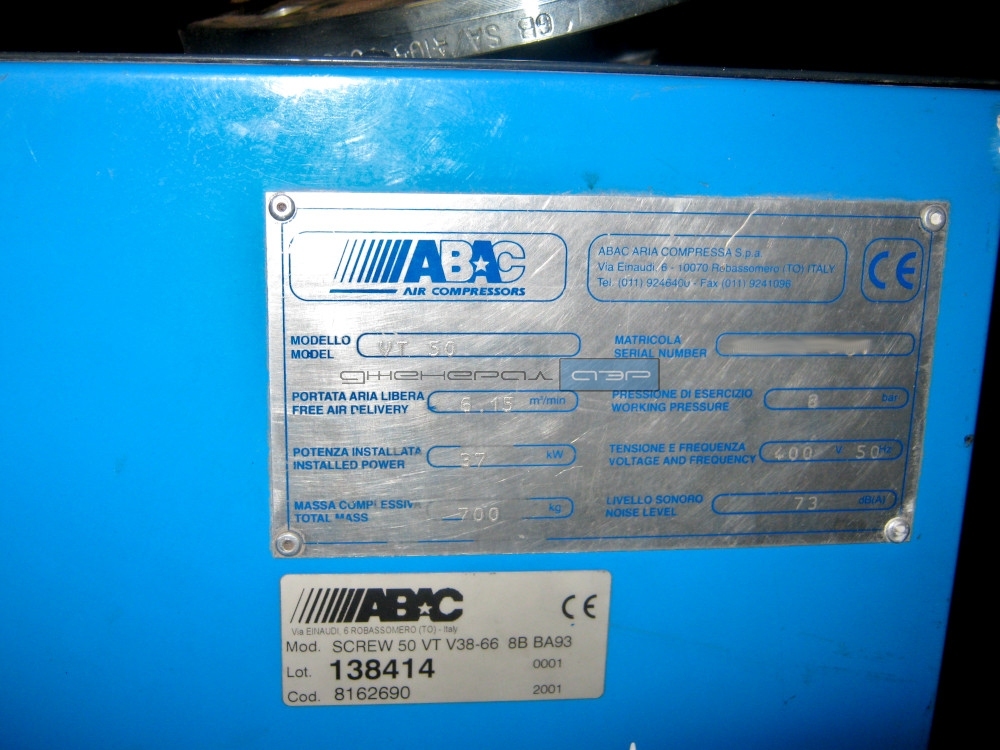 GB SA A10
ABAC
AIR COMPRESSORS
ABAC ARIA COMPRESSA S.p.a.
Via Einaudi, 6 - 10070 Robassomero (TO) ITALY
Tel. (011) 9246400 - Fax (011) 9241096
CE
MODELLO
MODEL
VT 50
MATRICOLA
SERIAL NUMBER
дженерал АЭР
PORTATA ARIA LIBERA
FREE AIR DELIVERY
6.15 m³/min
PRESSIONE DI ESERCIZIO
WORKING PRESSURE
8 bar
POTENZA INSTALLATA
INSTALLED POWER
37 kW
TENSIONE E FREQUENZA
VOLTAGE AND FREQUENCY
400 V 50 Hz
MASSA COMPLESSIVA
TOTAL MASS
700 kg
LIVELLO SONORO
NOISE LEVEL
73 dB(A)
ABAC
CE
Via EINAUDI, 6 ROBASSOMERO (TO) - Italy
Mod. SCREW 50 VT V38-66 8B BA93
Lot. 138414 0001
Cod. 8162690 2001